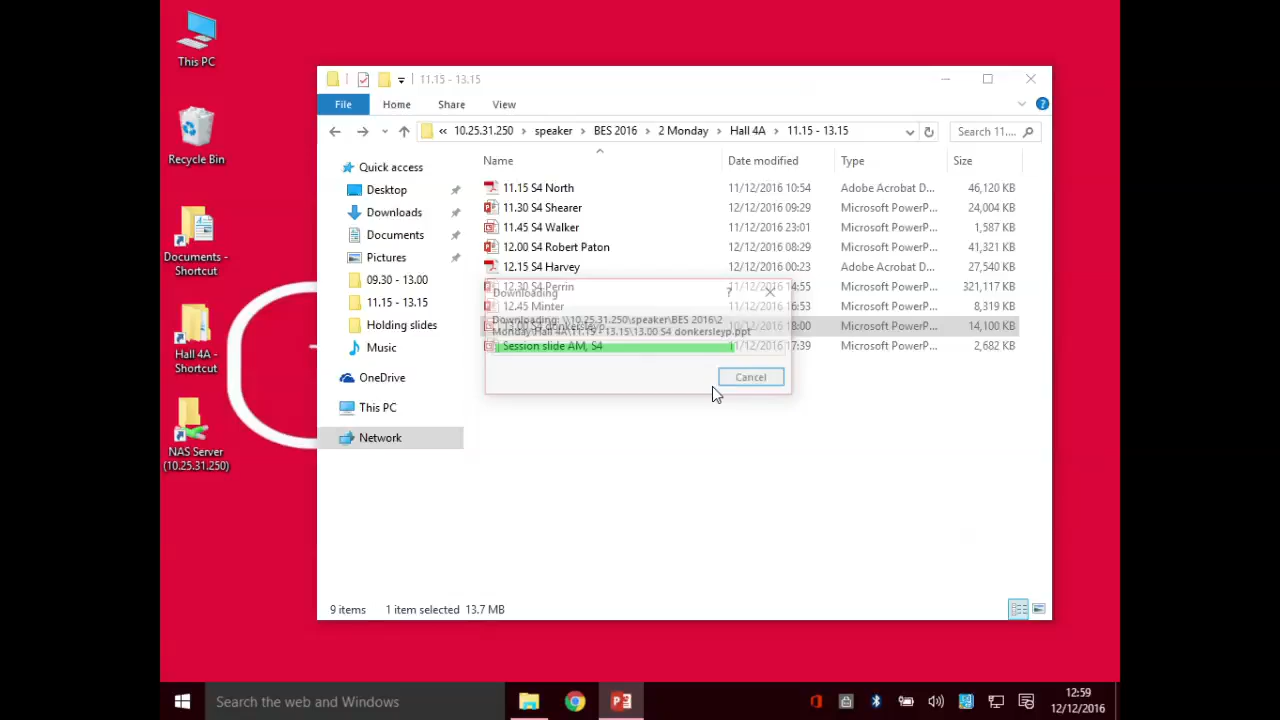 This PC
Recycle Bin
Documents - Shortcut
Hall 4A - Shortcut
NAS Server (10.25.31.250)
11.15 - 13.15
File Home Share View
« 10.25.31.250 › speaker › BES 2016 › 2 Monday › Hall 4A › 11.15 - 13.15
Search 11....
Name Date modified Type Size
Quick access
Desktop
Downloads
Documents
Pictures
09.30 - 13.00
11.15 - 13.15
Holding slides
Music
OneDrive
This PC
Network
11.15 S4 North 11/12/2016 10:54 Adobe Acrobat D... 46,120 KB
11.30 S4 Shearer 12/12/2016 09:29 Microsoft PowerP... 24,004 KB
11.45 S4 Walker 11/12/2016 23:01 Microsoft PowerP... 1,587 KB
12.00 S4 Robert Paton 12/12/2016 08:29 Microsoft PowerP... 41,321 KB
12.15 S4 Harvey 12/12/2016 00:23 Adobe Acrobat D... 27,540 KB
12.30 S4 Perrin 14:55 Microsoft PowerP... 321,117 KB
12.45 Minter 16:53 Microsoft PowerP... 8,319 KB
13.00 S4 donkersleyp 18:00 Microsoft PowerP... 14,100 KB
Session slide AM, S4 11/12/2016 17:39 Microsoft PowerP... 2,682 KB
Downloading ?
Downloading: \\10.25.31.250\speaker\BES 2016\2
Monday\Hall 4A\11.15 - 13.15\13.00 S4 donkersleyp.ppt
Cancel
9 items 1 item selected 13.7 MB
Search the web and Windows
12:59
12/12/2016